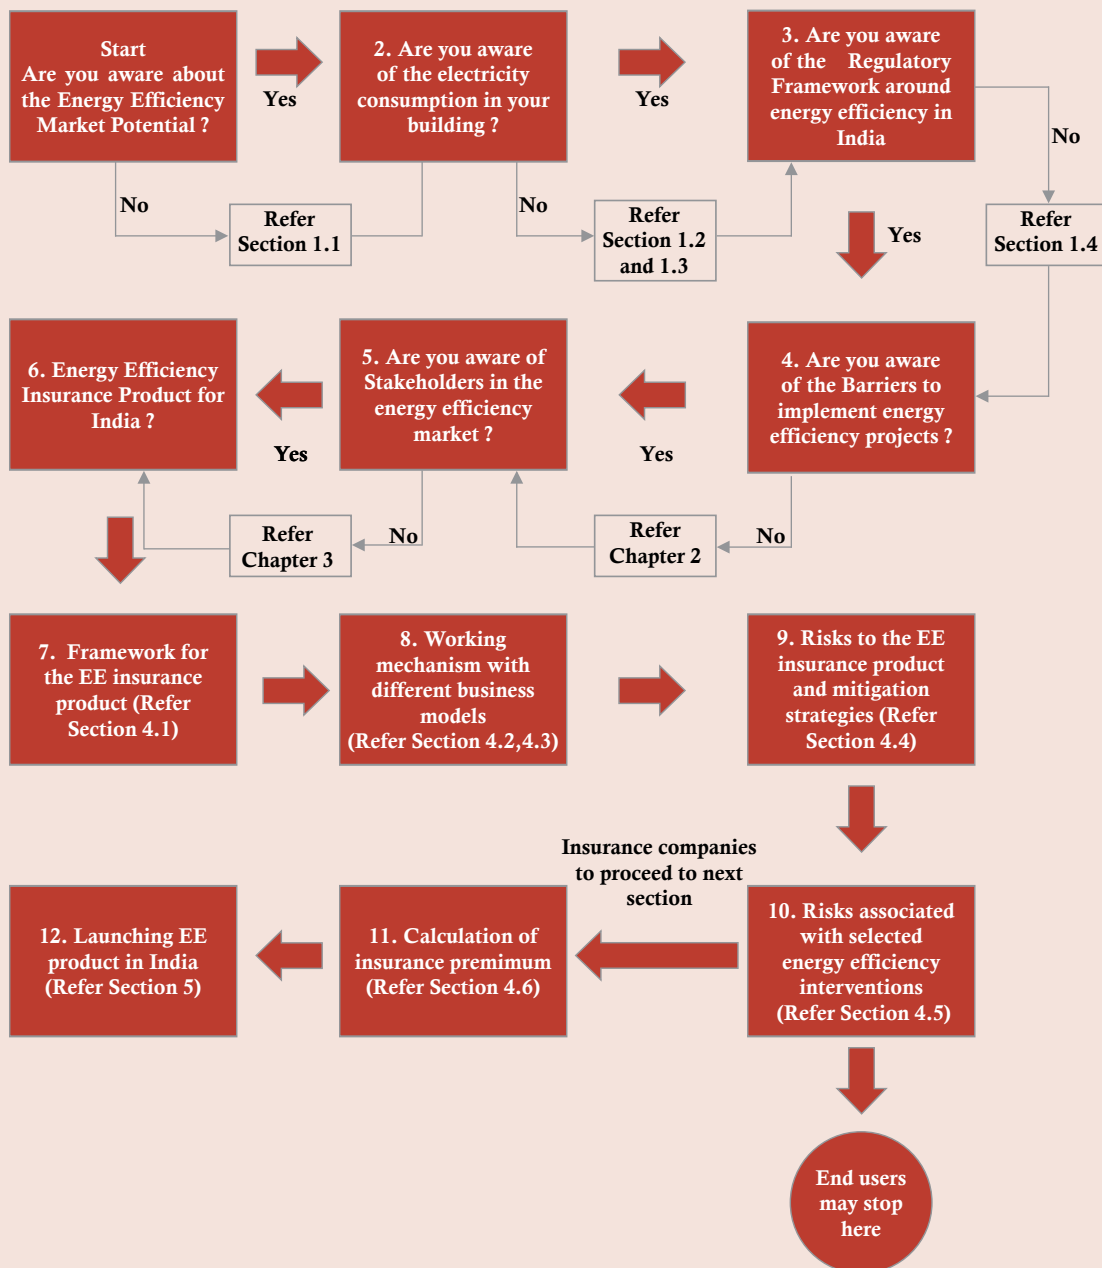 Start
Are you aware about
the Energy Efficiency
Market Potential ?
Yes
2. Are you aware
of the electricity
consumption in your
building ?
Yes
3. Are you aware
of the Regulatory
Framework around
energy efficiency in
India
No
Refer
Section 1.1
No
Refer
Section 1.2
and 1.3
Yes
No
Refer
Section 1.4
4. Are you aware
of the Barriers to
implement energy
efficiency projects ?
Yes
5. Are you aware of
Stakeholders in the
energy efficiency
market ?
Yes
6. Energy Efficiency
Insurance Product for
India ?
No
Refer
Chapter 2
No
Refer
Chapter 3
7. Framework for
the EE insurance
product (Refer
Section 4.1)
8. Working
mechanism with
different business
models
(Refer Section 4.2,4.3)
9. Risks to the EE
insurance product
and mitigation
strategies (Refer
Section 4.4)
10. Risks associated
with selected
energy efficiency
interventions
(Refer Section 4.5)
Insurance companies
to proceed to next
section
11. Calculation of
insurance premimum
(Refer Section 4.6)
12. Launching EE
product in India
(Refer Section 5)
End users
may stop
here